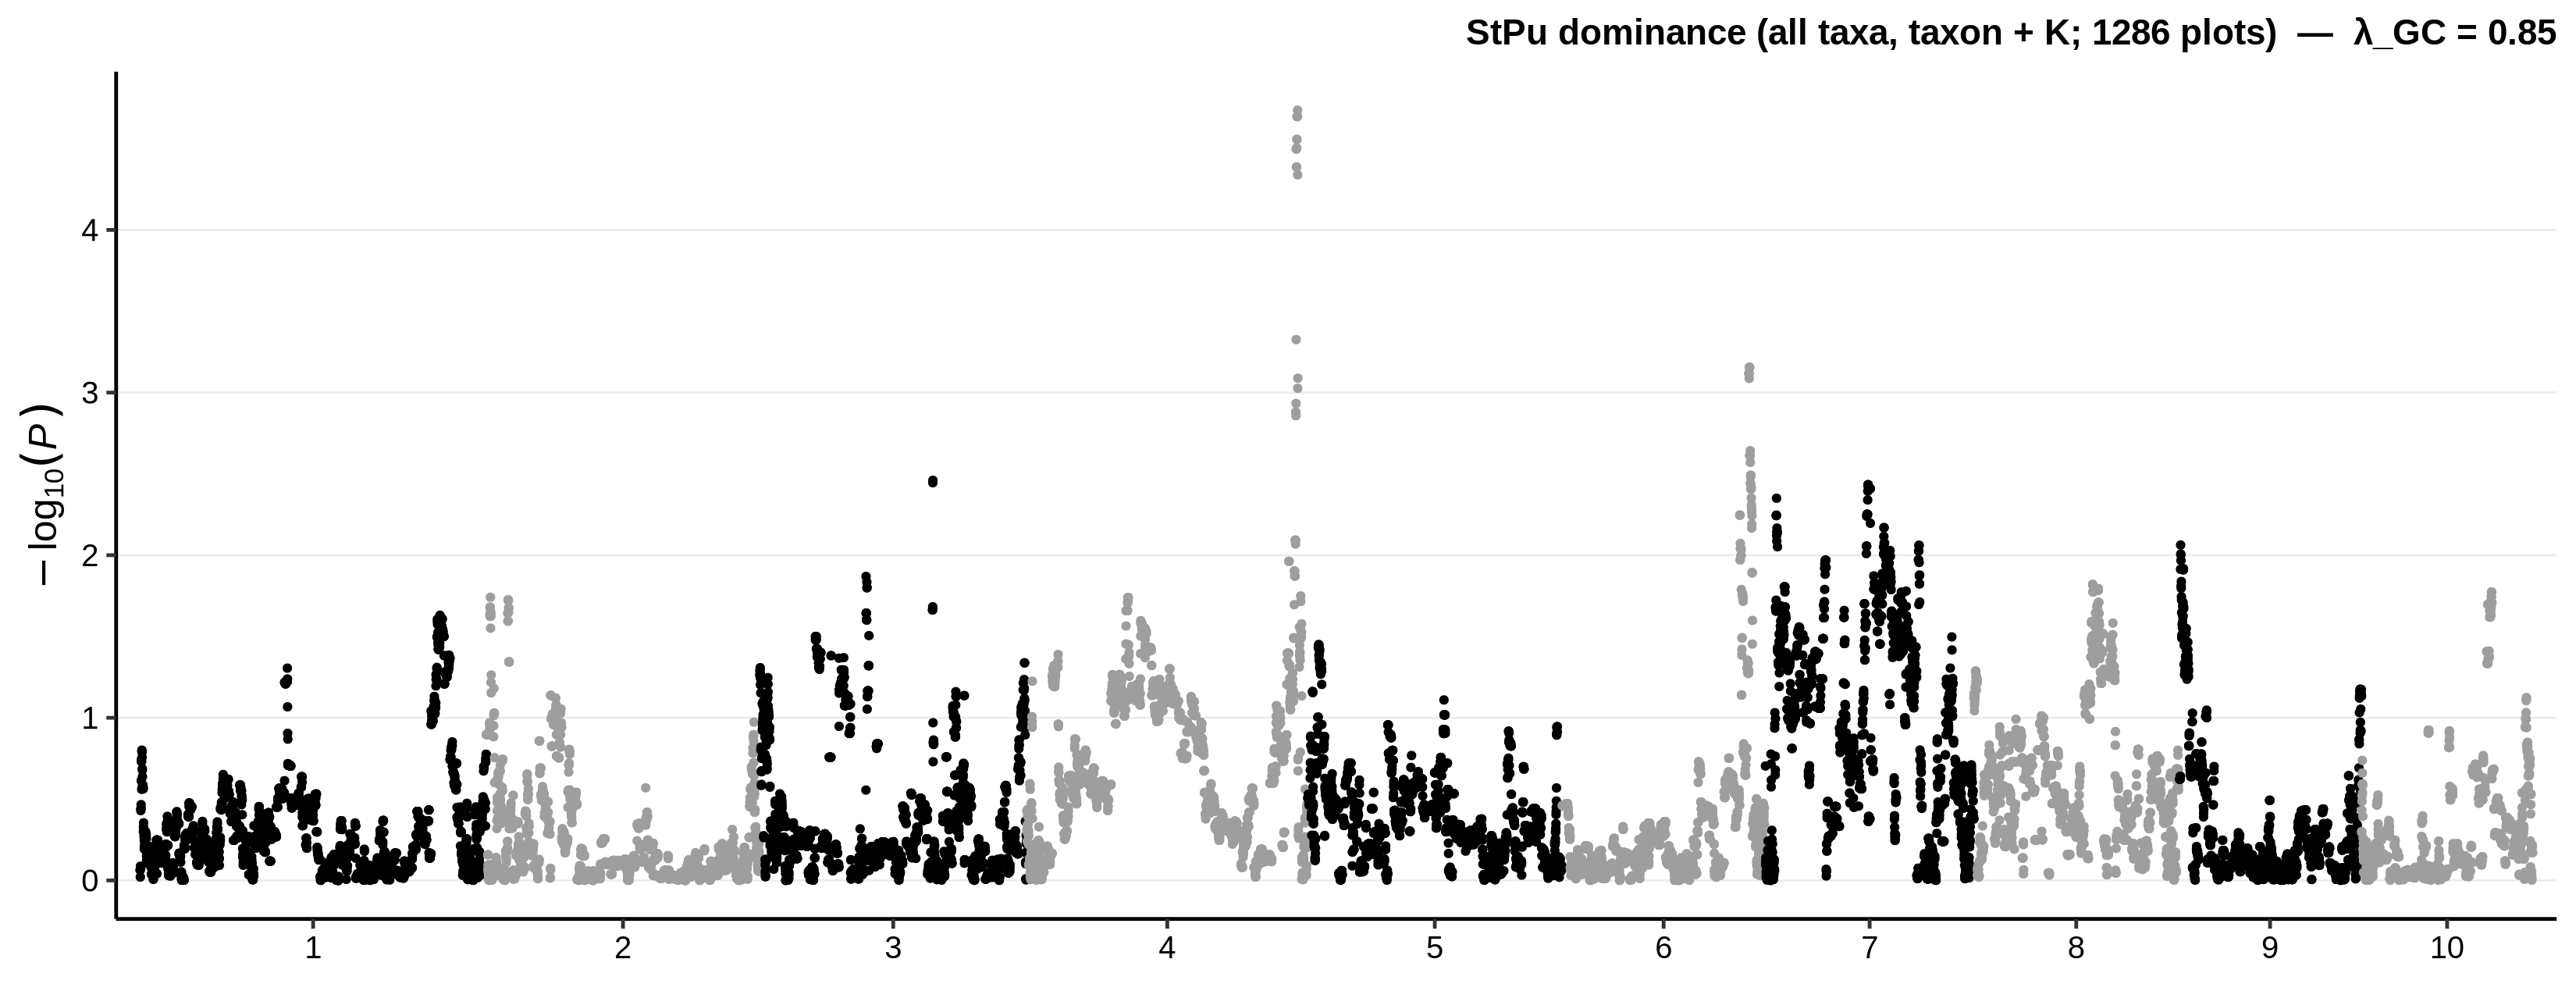 StPu dominance (all taxa, taxon + K; 1286 plots) — λ_GC = 0.85
− log₁₀(P)
4
3
2
1
0
1 2 3 4 5 6 7 8 9 10